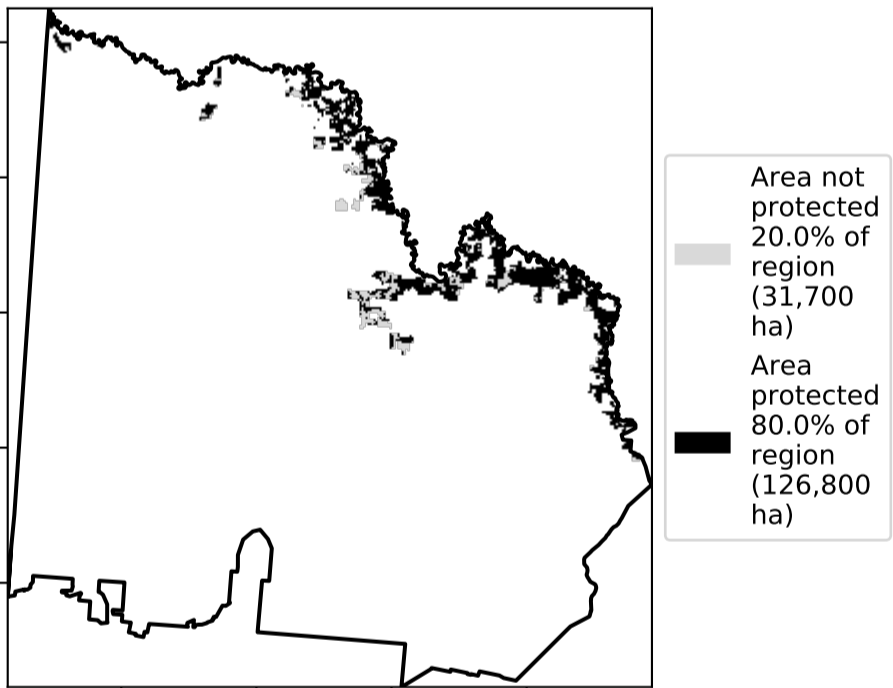 Area not
protected
20.0% of
region
(31,700
ha)
Area
protected
80.0% of
region
(126,800
ha)